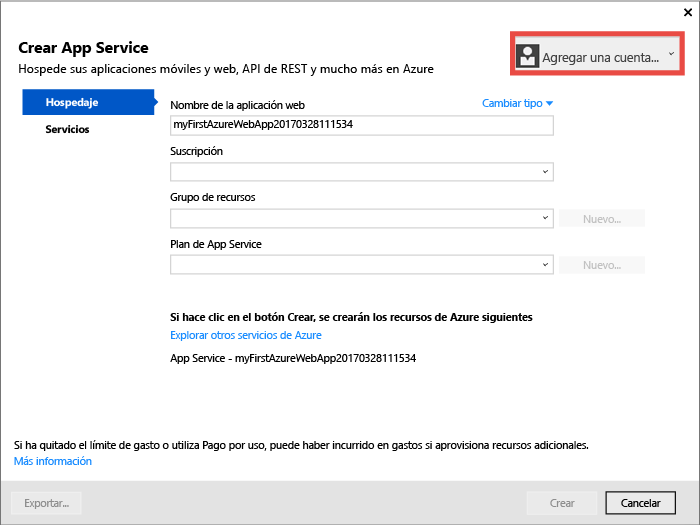 Crear App Service
Agregar una cuenta...
Hospede sus aplicaciones móviles y web, API de REST y mucho más en Azure
Hospedaje
Servicios
Nombre de la aplicación web
Cambiar tipo
myFirstAzureWebApp20170328111534
Suscripción
Grupo de recursos
Nuevo...
Plan de App Service
Nuevo...
Si hace clic en el botón Crear, se crearán los recursos de Azure siguientes
Explorar otros servicios de Azure
App Service - myFirstAzureWebApp20170328111534
Si ha quitado el límite de gasto o utiliza Pago por uso, puede haber incurrido en gastos si aprovisiona recursos adicionales.
Más información
Exportar...
Crear
Cancelar